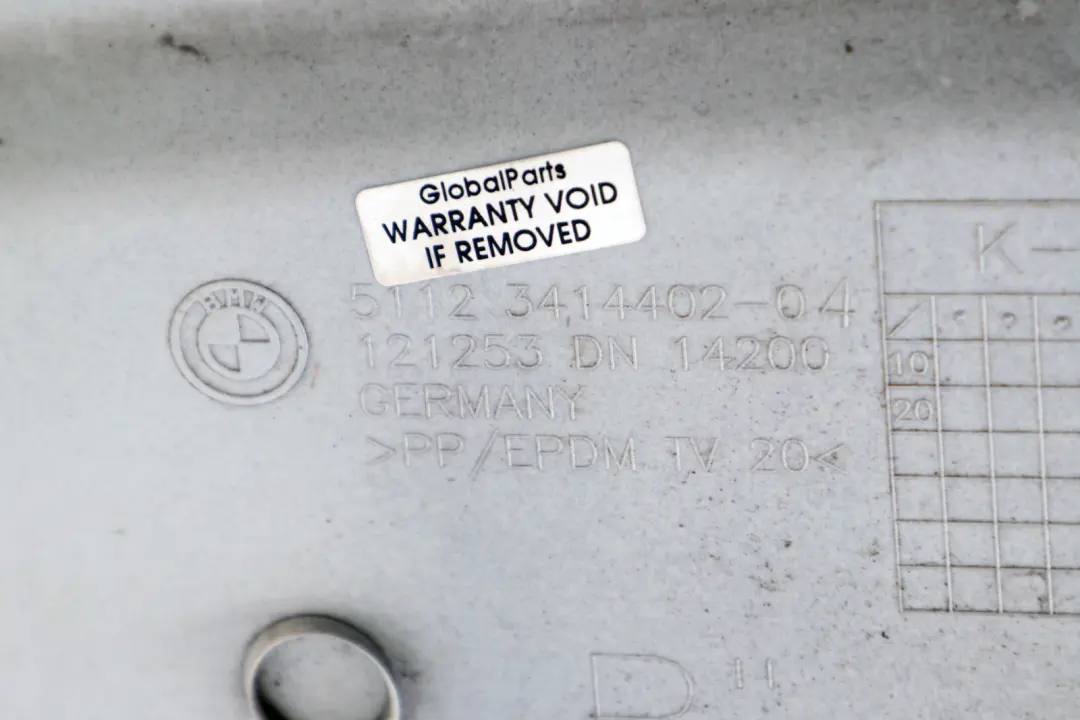 GlobalParts
WARRANTY VOID
IF REMOVED
BMW
5112 3414402-04
121253 DN 14200
GERMANY
>PP/EPDM TV 20<
K-
10
20
D"